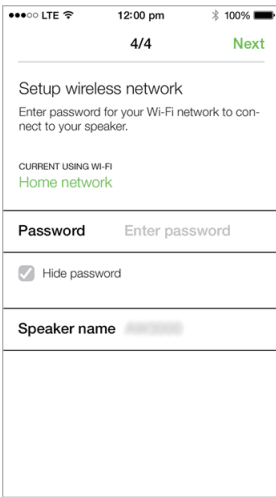 LTE 12:00 pm 100%
4/4 Next
Setup wireless network
Enter password for your Wi-Fi network to con-
nect to your speaker.
CURRENT USING WI-FI
Home network
Password Enter password
Hide password
Speaker name